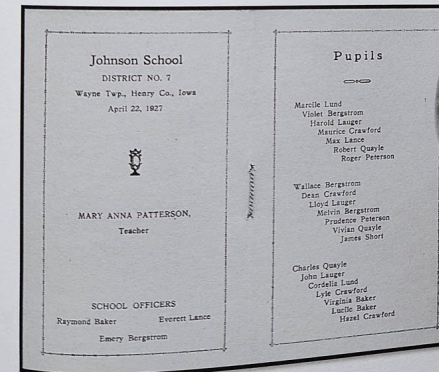 Johnson School
DISTRICT NO. 7
Wayne Twp., Henry Co., Iowa
April 22, 1927
MARY ANNA PATTERSON,
Teacher
SCHOOL OFFICERS
Raymond Baker Everett Lance
Emery Bergstrom
Pupils
Marcile Lund
Violet Bergstrom
Harold Lauger
Maurice Crawford
Max Lance
Robert Quayle
Roger Peterson
Wallace Bergstrom
Dean Crawford
Lloyd Lauger
Melvin Bergstrom
Prudence Peterson
Vivian Quayle
James Short
Charles Quayle
John Lauger
Cordelia Lund
Lyle Crawford
Virginia Baker
Lucile Baker
Hazel Crawford